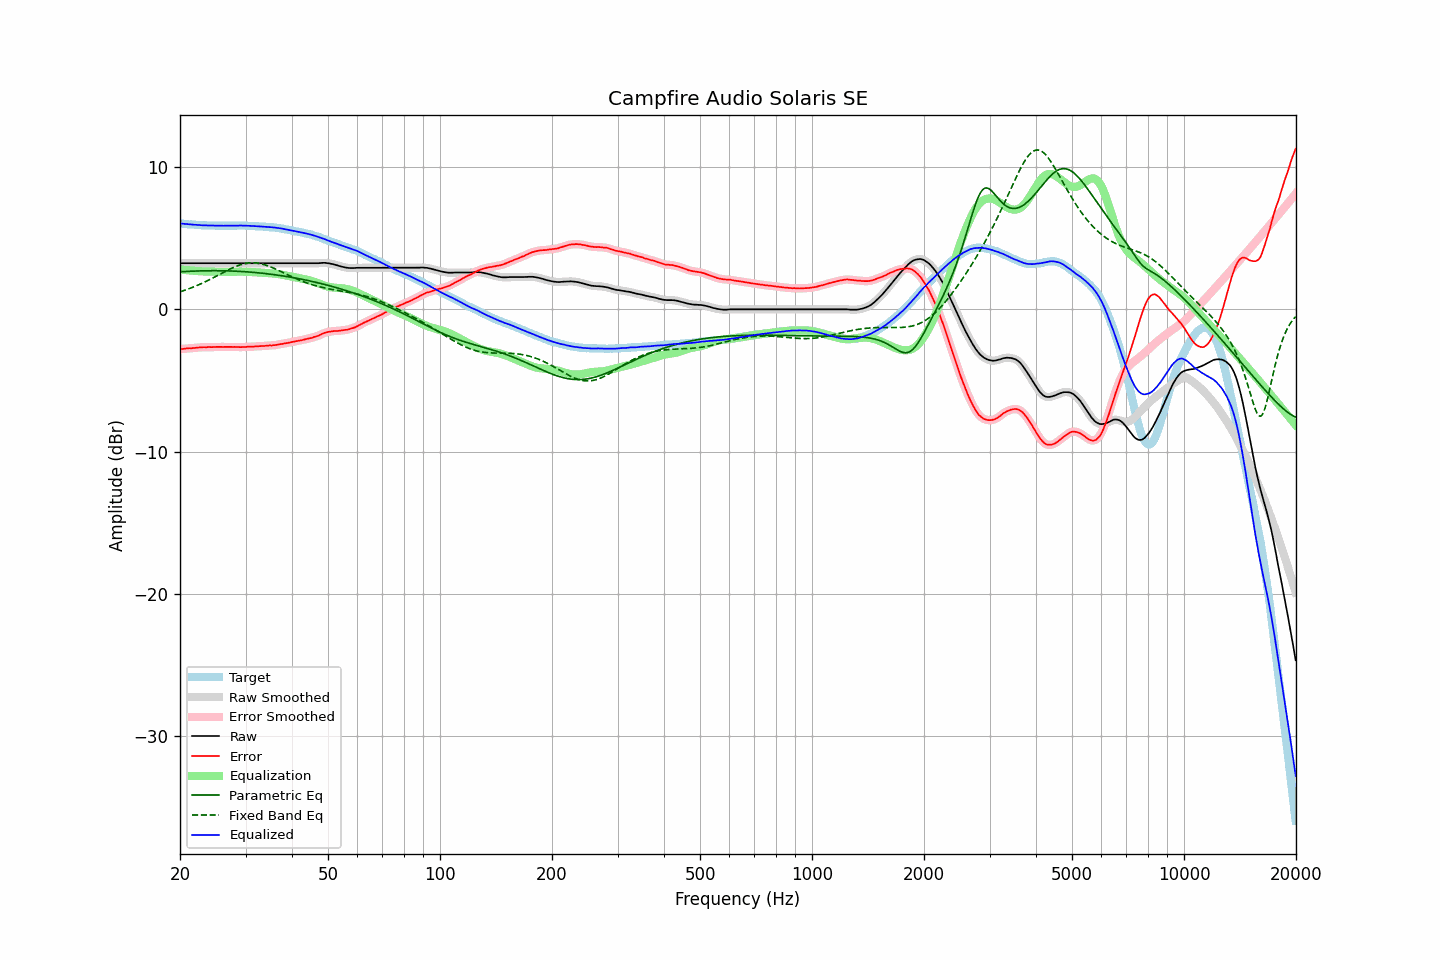 Campfire Audio Solaris SE
Amplitude (dBr)
10
0
−10
−20
−30
Target
Raw Smoothed
Error Smoothed
Raw
Error
Equalization
Parametric Eq
Fixed Band Eq
Equalized
20 50 100 200 500 1000 2000 5000 10000 20000
Frequency (Hz)